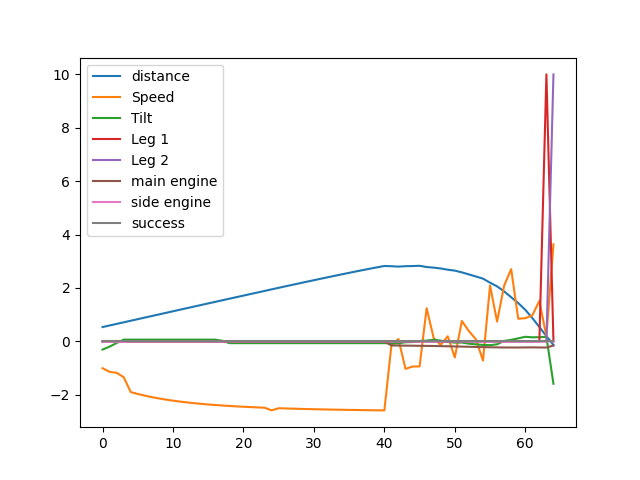 10
8
6
4
2
0
−2
0
10
20
30
40
50
60
distance
Speed
Tilt
Leg 1
Leg 2
main engine
side engine
success